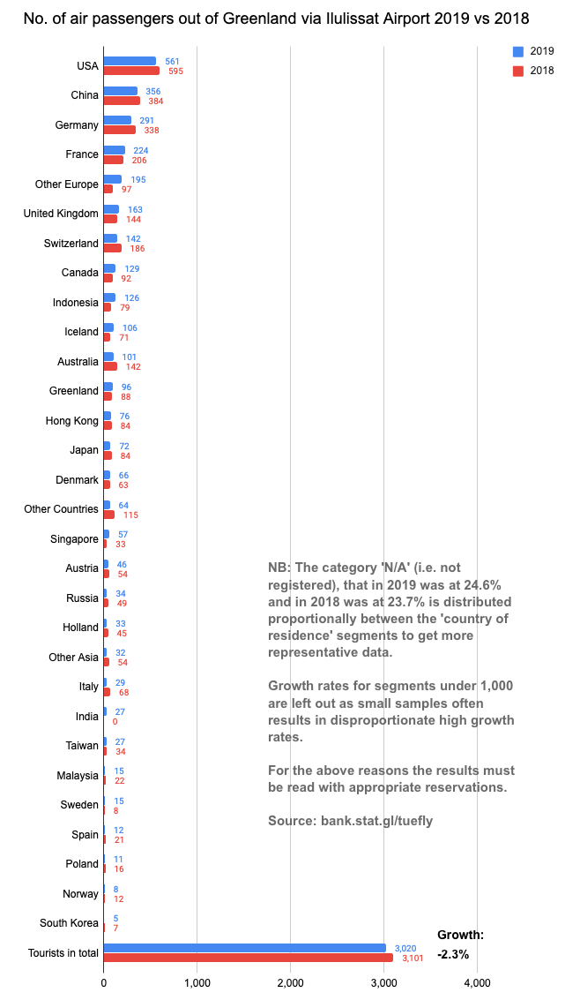 No. of air passengers out of Greenland via Ilulissat Airport 2019 vs 2018
2019
2018
USA
561
595
China
356
384
Germany
291
338
France
224
206
Other Europe
195
97
United Kingdom
163
144
Switzerland
142
186
Canada
129
92
Indonesia
126
79
Iceland
106
71
Australia
101
142
Greenland
96
88
Hong Kong
76
84
Japan
72
84
Denmark
66
63
Other Countries
64
115
Singapore
57
33
Austria
46
54
Russia
34
49
Holland
33
45
Other Asia
32
54
Italy
29
68
India
27
0
Taiwan
27
34
Malaysia
15
22
Sweden
15
8
Spain
12
21
Poland
11
16
Norway
8
12
South Korea
5
7
Tourists in total
3,020
3,101
NB: The category 'N/A' (i.e. not
registered), that in 2019 was at 24.6%
and in 2018 was at 23.7% is distributed
proportionally between the 'country of
residence' segments to get more
representative data.
Growth rates for segments under 1,000
are left out as small samples often
results in disproportionate high growth
rates.
For the above reasons the results must
be read with appropriate reservations.
Source: bank.stat.gl/tuefly
Growth:
-2.3%
0
1,000
2,000
3,000
4,000